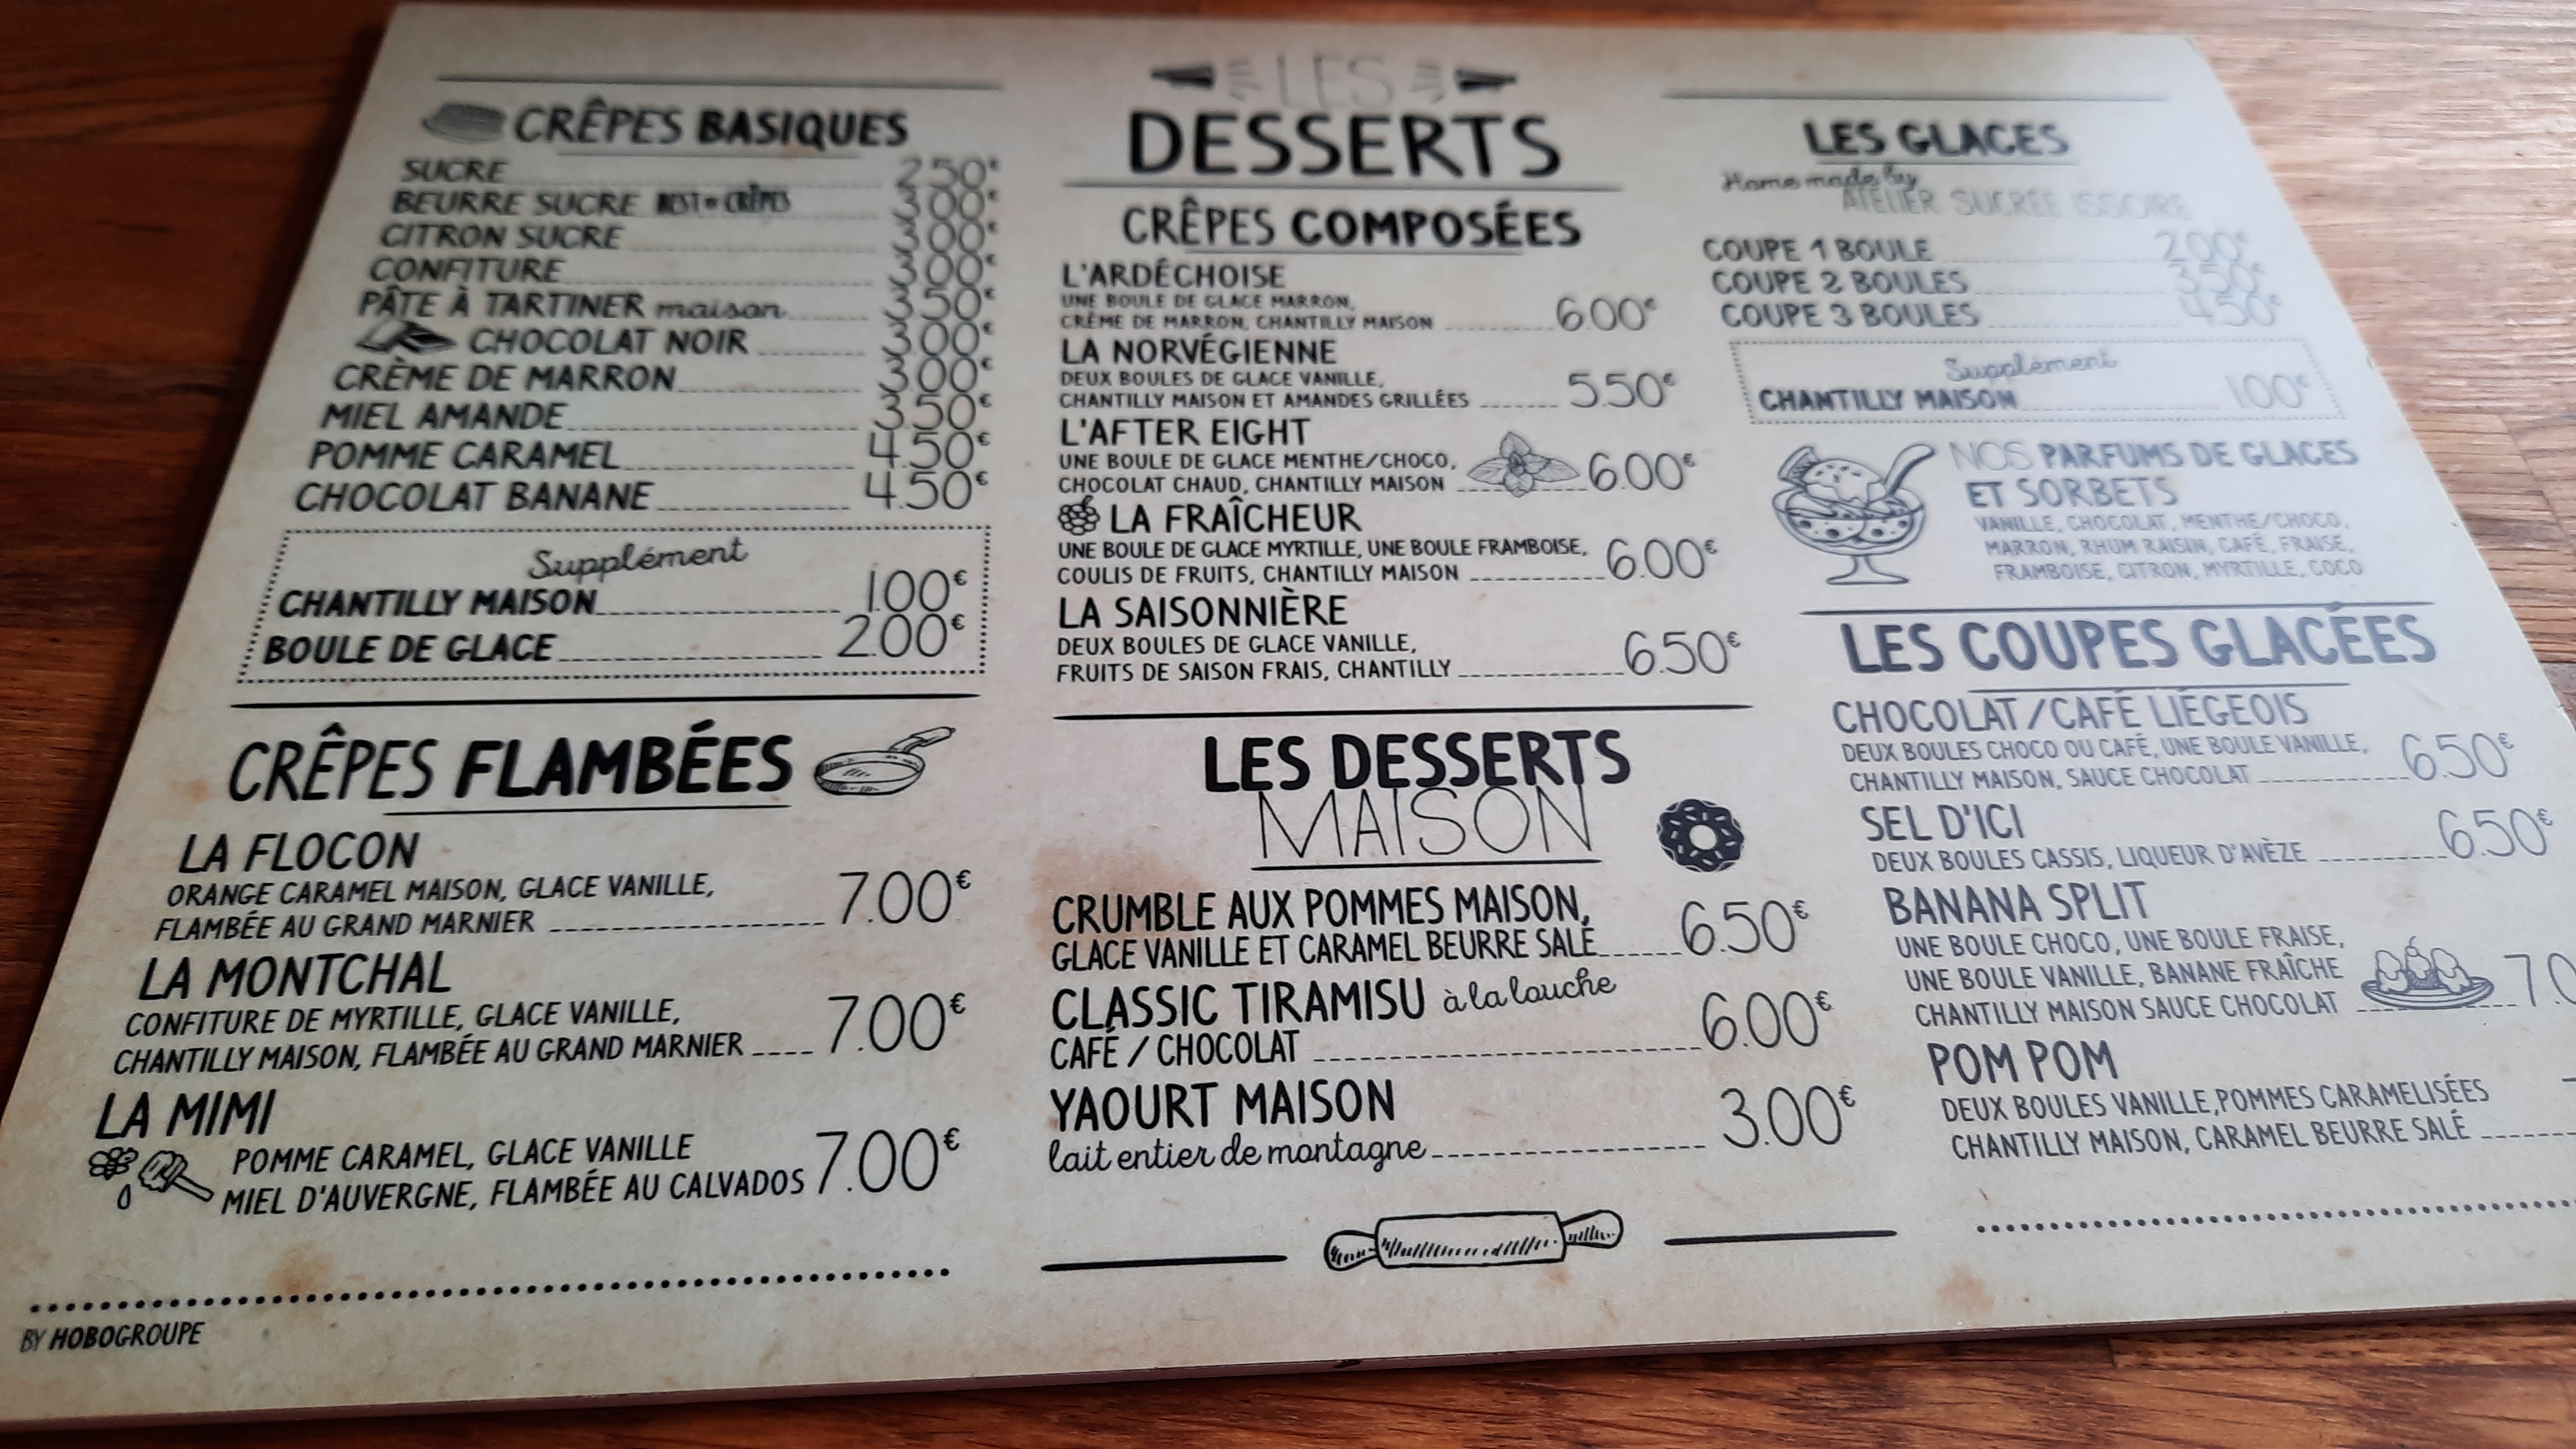 CRÊPES BASIQUES
SUCRE 2.50€
BEURRE SUCRE BEST OF CRÊPES 3.00€
CITRON SUCRE 3.00€
CONFITURE 3.00€
PÂTE À TARTINER maison 3.50€
CHOCOLAT NOIR 3.00€
CRÈME DE MARRON 3.00€
MIEL AMANDE 3.50€
POMME CARAMEL 4.50€
CHOCOLAT BANANE 4.50€
Supplément
CHANTILLY MAISON 1.00€
BOULE DE GLACE 2.00€
CRÊPES FLAMBÉES
LA FLOCON
ORANGE CARAMEL MAISON, GLACE VANILLE,
FLAMBÉE AU GRAND MARNIER 7.00€
LA MONTCHAL
CONFITURE DE MYRTILLE, GLACE VANILLE,
CHANTILLY MAISON, FLAMBÉE AU GRAND MARNIER 7.00€
LA MIMI
POMME CARAMEL, GLACE VANILLE
MIEL D'AUVERGNE, FLAMBÉE AU CALVADOS 7.00€
BY HOBOGROUPE
LES
DESSERTS
CRÊPES COMPOSÉES
L'ARDÉCHOISE
UNE BOULE DE GLACE MARRON,
CRÈME DE MARRON, CHANTILLY MAISON 6.00€
LA NORVÉGIENNE
DEUX BOULES DE GLACE VANILLE,
CHANTILLY MAISON ET AMANDES GRILLÉES 5.50€
L'AFTER EIGHT
UNE BOULE DE GLACE MENTHE/CHOCO,
CHOCOLAT CHAUD, CHANTILLY MAISON 6.00€
LA FRAÎCHEUR
UNE BOULE DE GLACE MYRTILLE, UNE BOULE FRAMBOISE,
COULIS DE FRUITS, CHANTILLY MAISON 6.00€
LA SAISONNIÈRE
DEUX BOULES DE GLACE VANILLE,
FRUITS DE SAISON FRAIS, CHANTILLY 6.50€
LES DESSERTS
MAISON
CRUMBLE AUX POMMES MAISON,
GLACE VANILLE ET CARAMEL BEURRE SALÉ 6.50€
CLASSIC TIRAMISU à la louche
CAFÉ / CHOCOLAT 6.00€
YAOURT MAISON
lait entier de montagne 3.00€
LES GLACES
Home made by
ATELIER SUCRÉE ISSOIRE
COUPE 1 BOULE 2.00€
COUPE 2 BOULES 3.50€
COUPE 3 BOULES 4.50€
Supplément
CHANTILLY MAISON 1.00€
NOS PARFUMS DE GLACES
ET SORBETS
VANILLE, CHOCOLAT, MENTHE/CHOCO,
MARRON, RHUM RAISIN, CAFÉ, FRAISE,
FRAMBOISE, CITRON, MYRTILLE, COCO
LES COUPES GLACÉES
CHOCOLAT/CAFÉ LIÉGEOIS
DEUX BOULES CHOCO OU CAFÉ, UNE BOULE VANILLE,
CHANTILLY MAISON, SAUCE CHOCOLAT 6.50€
SEL D'ICI
DEUX BOULES CASSIS, LIQUEUR D'AVÈZE 6.50€
BANANA SPLIT
UNE BOULE CHOCO, UNE BOULE FRAISE,
UNE BOULE VANILLE, BANANE FRAÎCHE
CHANTILLY MAISON SAUCE CHOCOLAT 7.0
POM POM
DEUX BOULES VANILLE, POMMES CARAMELISÉES
CHANTILLY MAISON, CARAMEL BEURRE SALÉ